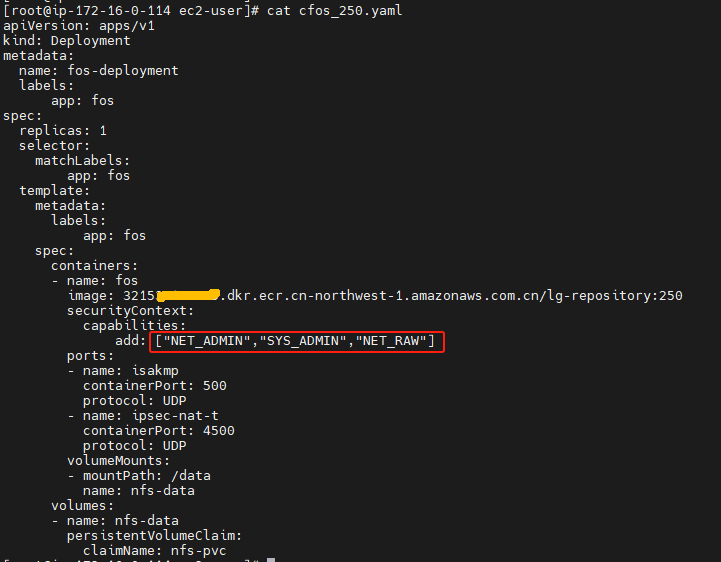 [root@ip-172-16-0-114 ec2-user]# cat cfos_250.yaml
apiVersion: apps/v1
kind: Deployment
metadata:
  name: fos-deployment
  labels:
      app: fos
spec:
  replicas: 1
  selector:
    matchLabels:
        app: fos
  template:
    metadata:
      labels:
          app: fos
    spec:
      containers:
      - name: fos
        image: 3215 .dkr.ecr.cn-northwest-1.amazonaws.com.cn/lg-repository:250
        securityContext:
          capabilities:
              add: ["NET_ADMIN","SYS_ADMIN","NET_RAW"]
        ports:
        - name: isakmp
          containerPort: 500
          protocol: UDP
        - name: ipsec-nat-t
          containerPort: 4500
          protocol: UDP
        volumeMounts:
        - mountPath: /data
          name: nfs-data
      volumes:
      - name: nfs-data
        persistentVolumeClaim:
          claimName: nfs-pvc